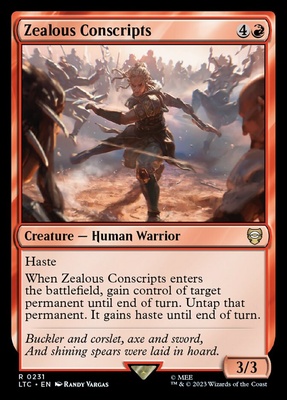 Zealous Conscripts 4
Creature — Human Warrior
Haste
When Zealous Conscripts enters
the battlefield, gain control of target
permanent until end of turn. Untap that
permanent. It gains haste until end of turn.
Buckler and corslet, axe and sword,
And shining spears were laid in hoard.
3/3
R 0231
LTC • EN RANDY VARGAS
© MEE
™ & © 2023 Wizards of the Coast